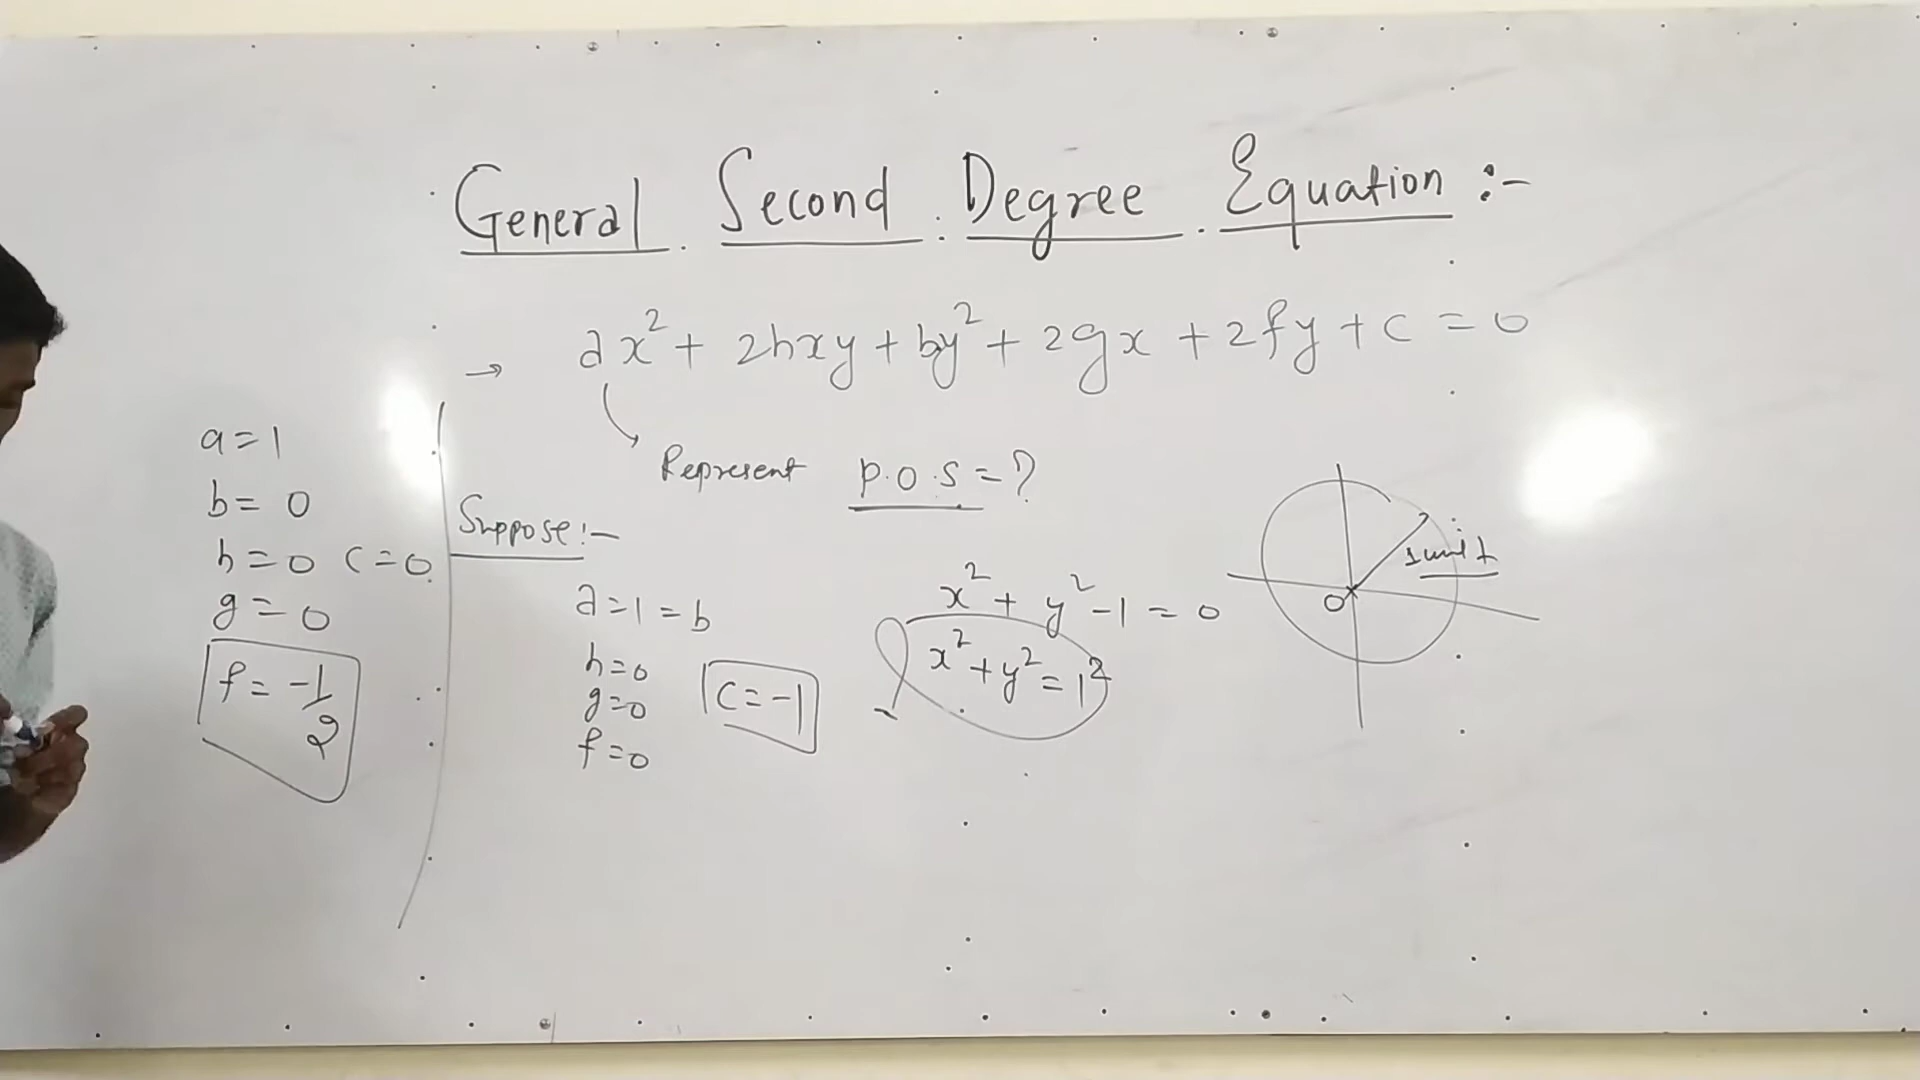 General Second Degree Equation :-
→ ax² + 2hxy + by² + 2gx + 2fy + c = 0
Represent P.O.S = ?
a = 1
b = 0
h = 0 c = 0
g = 0
f = -1/2
Suppose :-
a = 1 = b
h = 0
g = 0
f = 0
c = -1
x² + y² - 1 = 0
x² + y² = 1²
1 unit
O